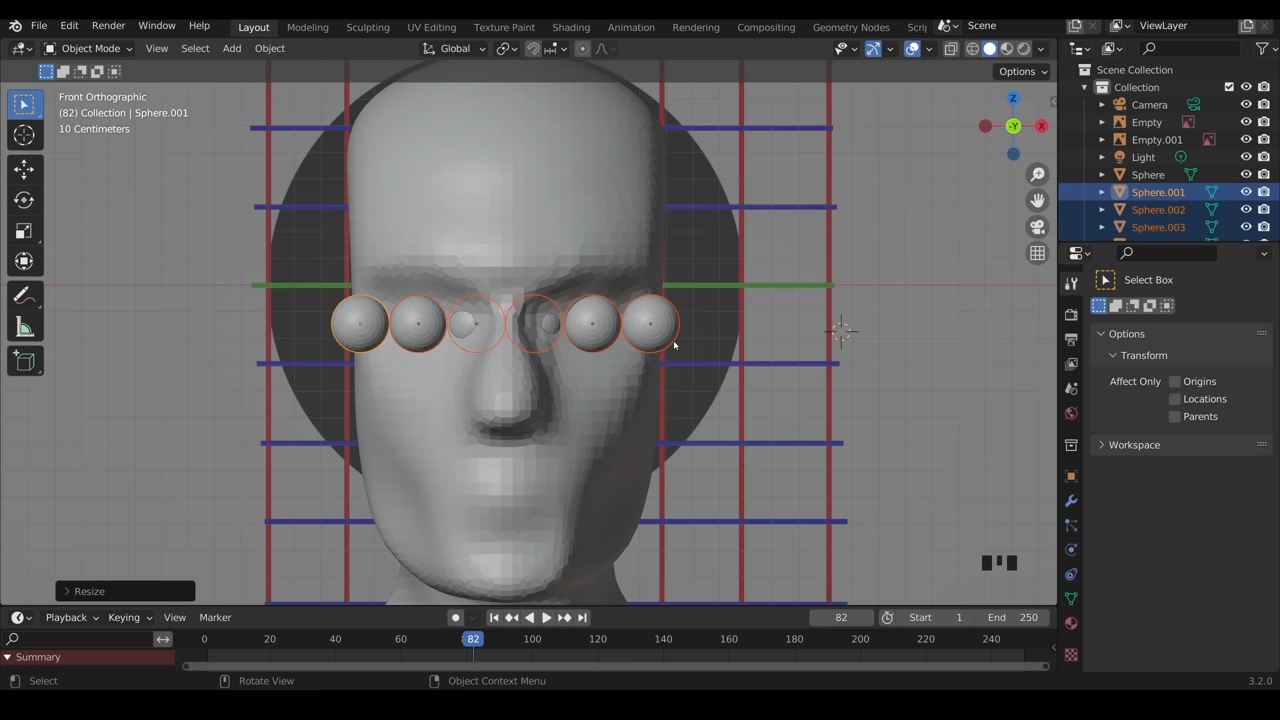 File Edit Render Window Help Layout Modeling Sculpting UV Editing Texture Paint Shading Animation Rendering Compositing Geometry Nodes Scri Scene ViewLayer
Object Mode View Select Add Object Global
Options
Front Orthographic
(82) Collection | Sphere.001
10 Centimeters
Z
-Y
X
Resize
Scene Collection
Collection
Camera
Empty
Empty.001
Light
Sphere
Sphere.001
Sphere.002
Sphere.003
Select Box
Options
Transform
Affect Only Origins
Locations
Parents
Workspace
Playback Keying View Marker 82 Start 1 End 250
0 20 40 60 82 100 120 140 160 180 200 220 240
Summary
Select Rotate View Object Context Menu 3.2.0